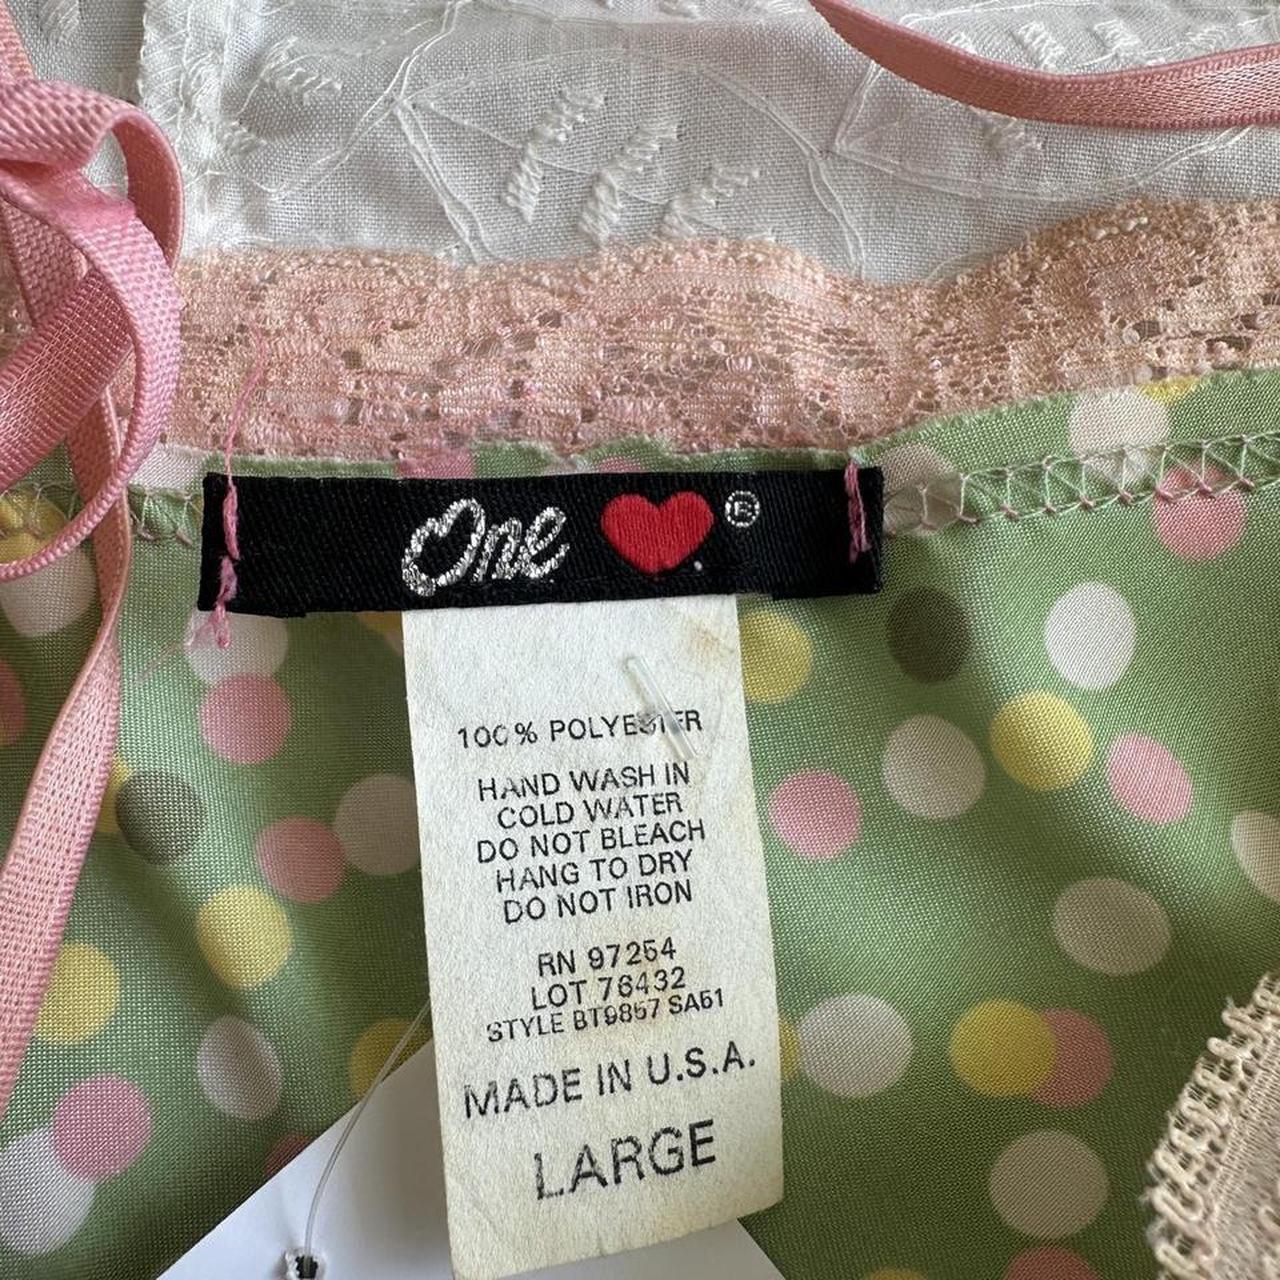 One ®
100% POLYESTER
HAND WASH IN
COLD WATER
DO NOT BLEACH
HANG TO DRY
DO NOT IRON
RN 97254
LOT 76432
STYLE BT9857 SA51
MADE IN U.S.A.
LARGE